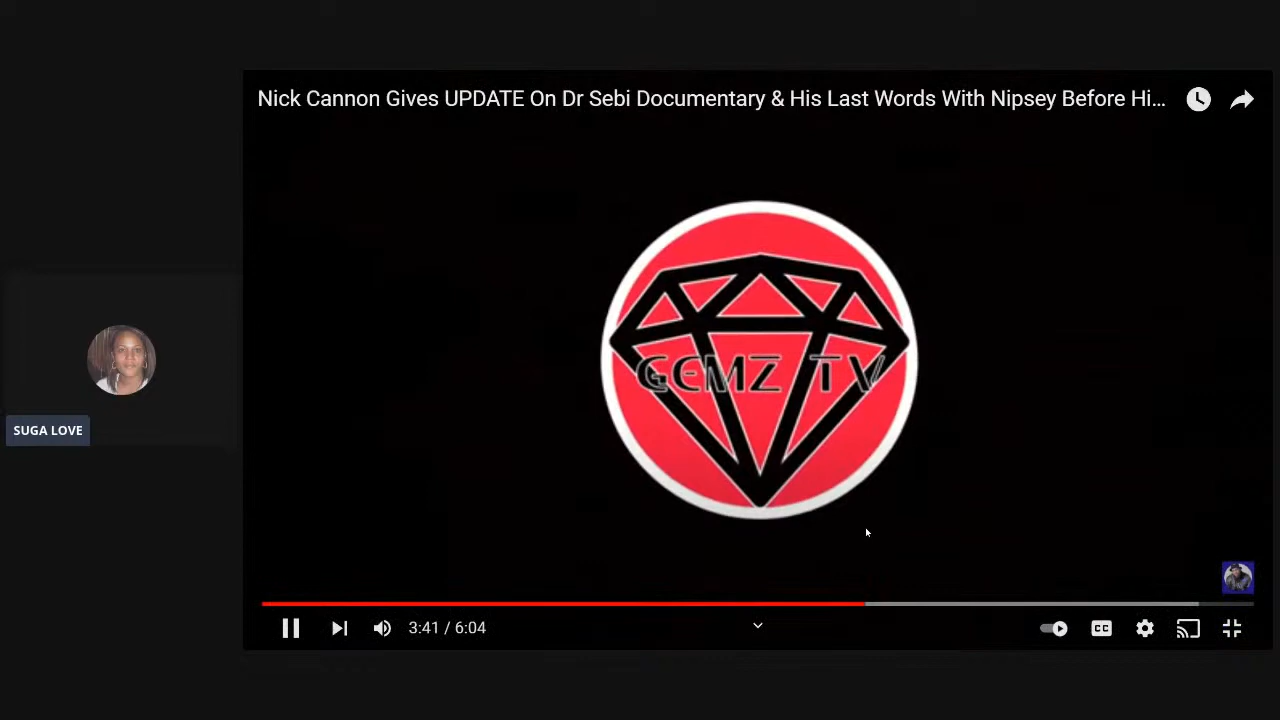 Nick Cannon Gives UPDATE On Dr Sebi Documentary & His Last Words With Nipsey Before Hi...
GEMZ TV
SUGA LOVE
3:41 / 6:04
CC